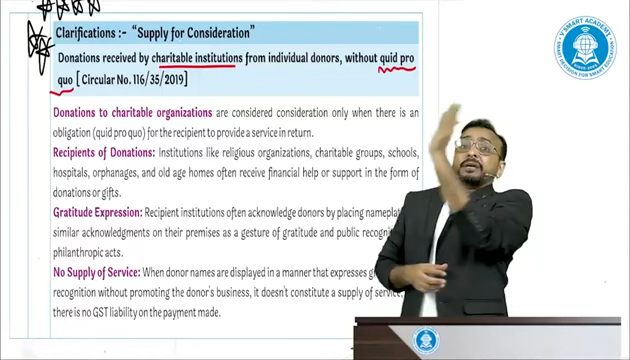 Clarifications :- "Supply for Consideration"
Donations received by charitable institutions from individual donors, without quid pro
quo [Circular No. 116/35/2019]
Donations to charitable organizations are considered consideration only when there is an
obligation (quid pro quo) for the recipient to provide a service in return.
Recipients of Donations: Institutions like religious organizations, charitable groups, schools,
hospitals, orphanages, and old age homes often receive financial help or support in the form of
donations or gifts.
Gratitude Expression: Recipient institutions often acknowledge donors by placing
similar acknowledgments on their premises as a gesture of gratitude and public
philanthropic acts.
No Supply of Service: When donor names are displayed in a manner that expresses
recognition without promoting the donor's business, it doesn't constitute a supply of service,
there is no GST liability on the payment made.
V'SMART ACADEMY